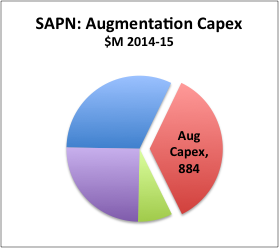 SAPN: Augmentation Capex
$M 2014-15
Aug
Capex,
884